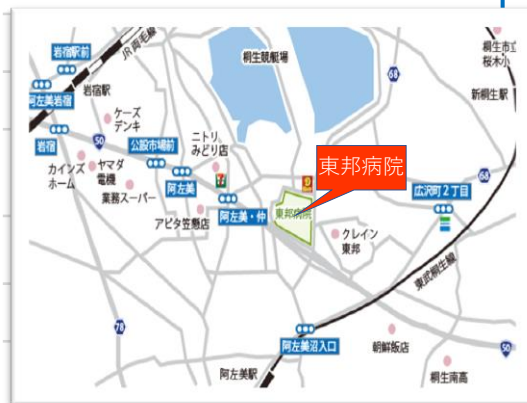 岩宿駅前
JR両毛線
桐生競艇場
桐生市立
桜木小
68
新桐生駅
阿左美岩宿
岩宿駅
ケーズ
デンキ
岩宿
50
公設市場前
ニトリ
みどり店
東邦病院
カインズ
ホーム
ヤマダ
電機
業務スーパー
阿左美
広沢町2丁目
68
アピタ笠懸店
阿左美・仲
東邦病院
クレイン
東邦
東武桐生線
78
阿左美沼入口
朝鮮飯店
50
阿左美駅
桐生南高